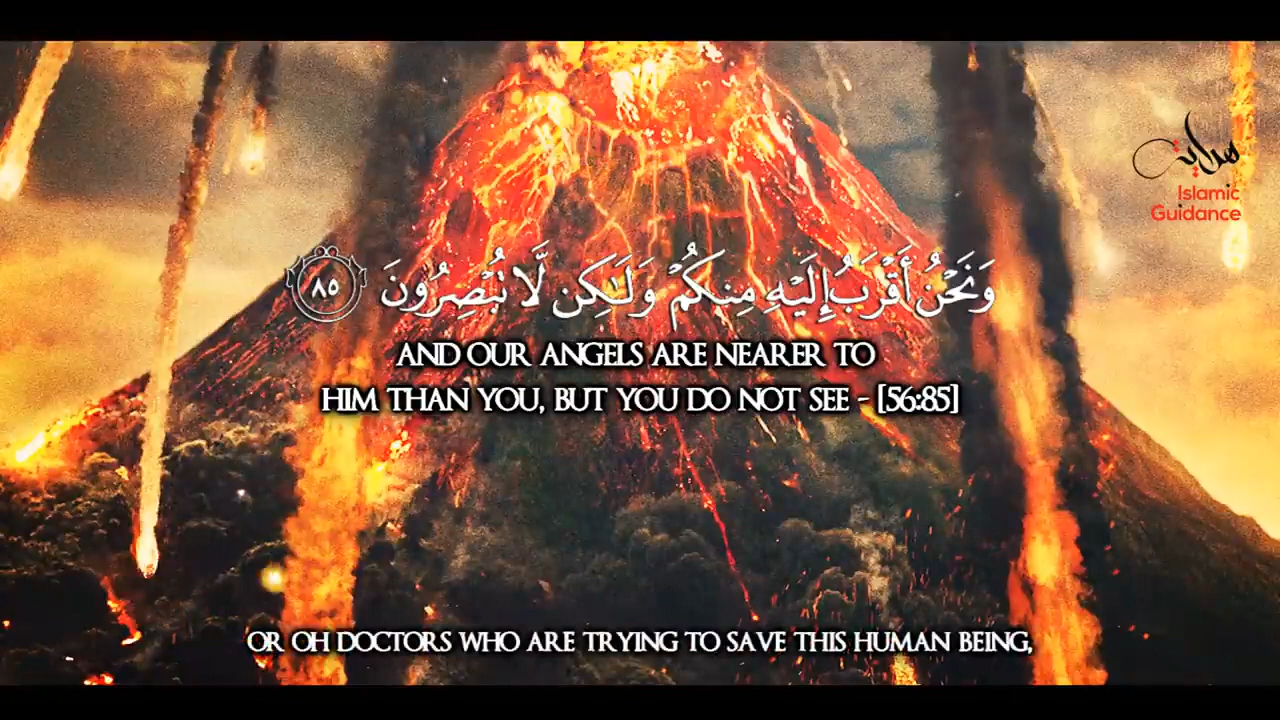 هداية
Islamic
Guidance
وَنَحْنُ أَقْرَبُ إِلَيْهِ مِنكُمْ وَلَٰكِن لَّا تُبْصِرُونَ ٨٥
AND OUR ANGELS ARE NEARER TO
HIM THAN YOU, BUT YOU DO NOT SEE - [56:85]
OR OH DOCTORS WHO ARE TRYING TO SAVE THIS HUMAN BEING,